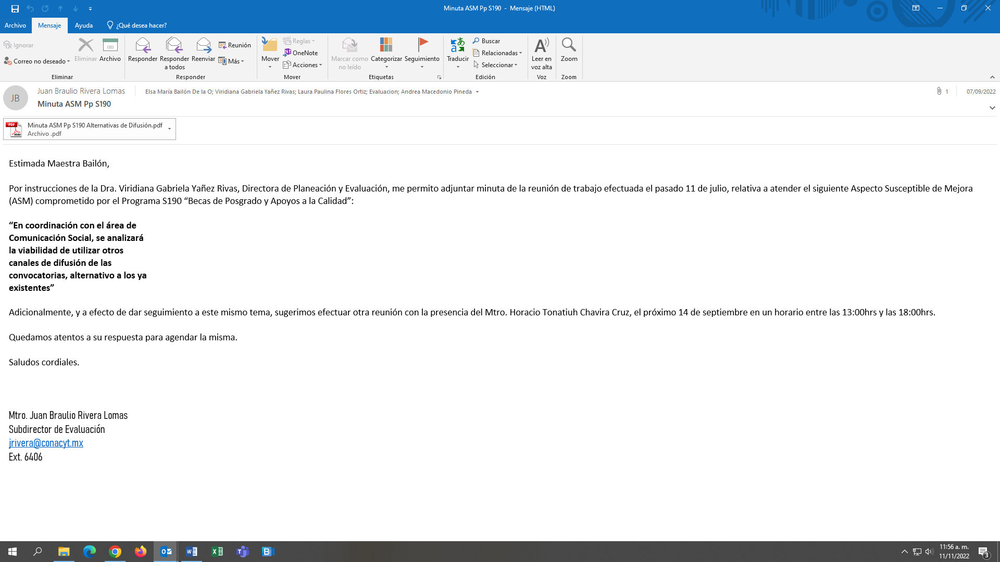 Minuta ASM Pp S190 - Mensaje (HTML)
Archivo Mensaje Ayuda ¿Qué desea hacer?
Ignorar
Correo no deseado
Eliminar
Archivo
Eliminar
Responder
Responder a todos
Reenviar
Reunión
Más
Responder
Mover
Reglas
OneNote
Acciones
Mover
Marcar como no leído
Categorizar
Seguimiento
Etiquetas
Traducir
Buscar
Relacionadas
Seleccionar
Edición
Leer en voz alta
Voz
Zoom
Zoom
JB
Juan Braulio Rivera Lomas
Elsa María Bailón De la O; Viridiana Gabriela Yañez Rivas; Laura Paulina Flores Ortiz; Evaluacion; Andrea Macedonio Pineda
1
07/09/2022
Minuta ASM Pp S190
PDF
Adobe
Minuta ASM Pp S190 Alternativas de Difusión.pdf
Archivo .pdf
Estimada Maestra Bailón,
Por instrucciones de la Dra. Viridiana Gabriela Yañez Rivas, Directora de Planeación y Evaluación, me permito adjuntar minuta de la reunión de trabajo efectuada el pasado 11 de julio, relativa a atender el siguiente Aspecto Susceptible de Mejora
(ASM) comprometido por el Programa S190 “Becas de Posgrado y Apoyos a la Calidad”:
“En coordinación con el área de
Comunicación Social, se analizará
la viabilidad de utilizar otros
canales de difusión de las
convocatorias, alternativo a los ya
existentes”
Adicionalmente, y a efecto de dar seguimiento a este mismo tema, sugerimos efectuar otra reunión con la presencia del Mtro. Horacio Tonatiuh Chavira Cruz, el próximo 14 de septiembre en un horario entre las 13:00hrs y las 18:00hrs.
Quedamos atentos a su respuesta para agendar la misma.
Saludos cordiales.
Mtro. Juan Braulio Rivera Lomas
Subdirector de Evaluación
jrivera@conacyt.mx
Ext. 6406
11:56 a. m.
11/11/2022
3